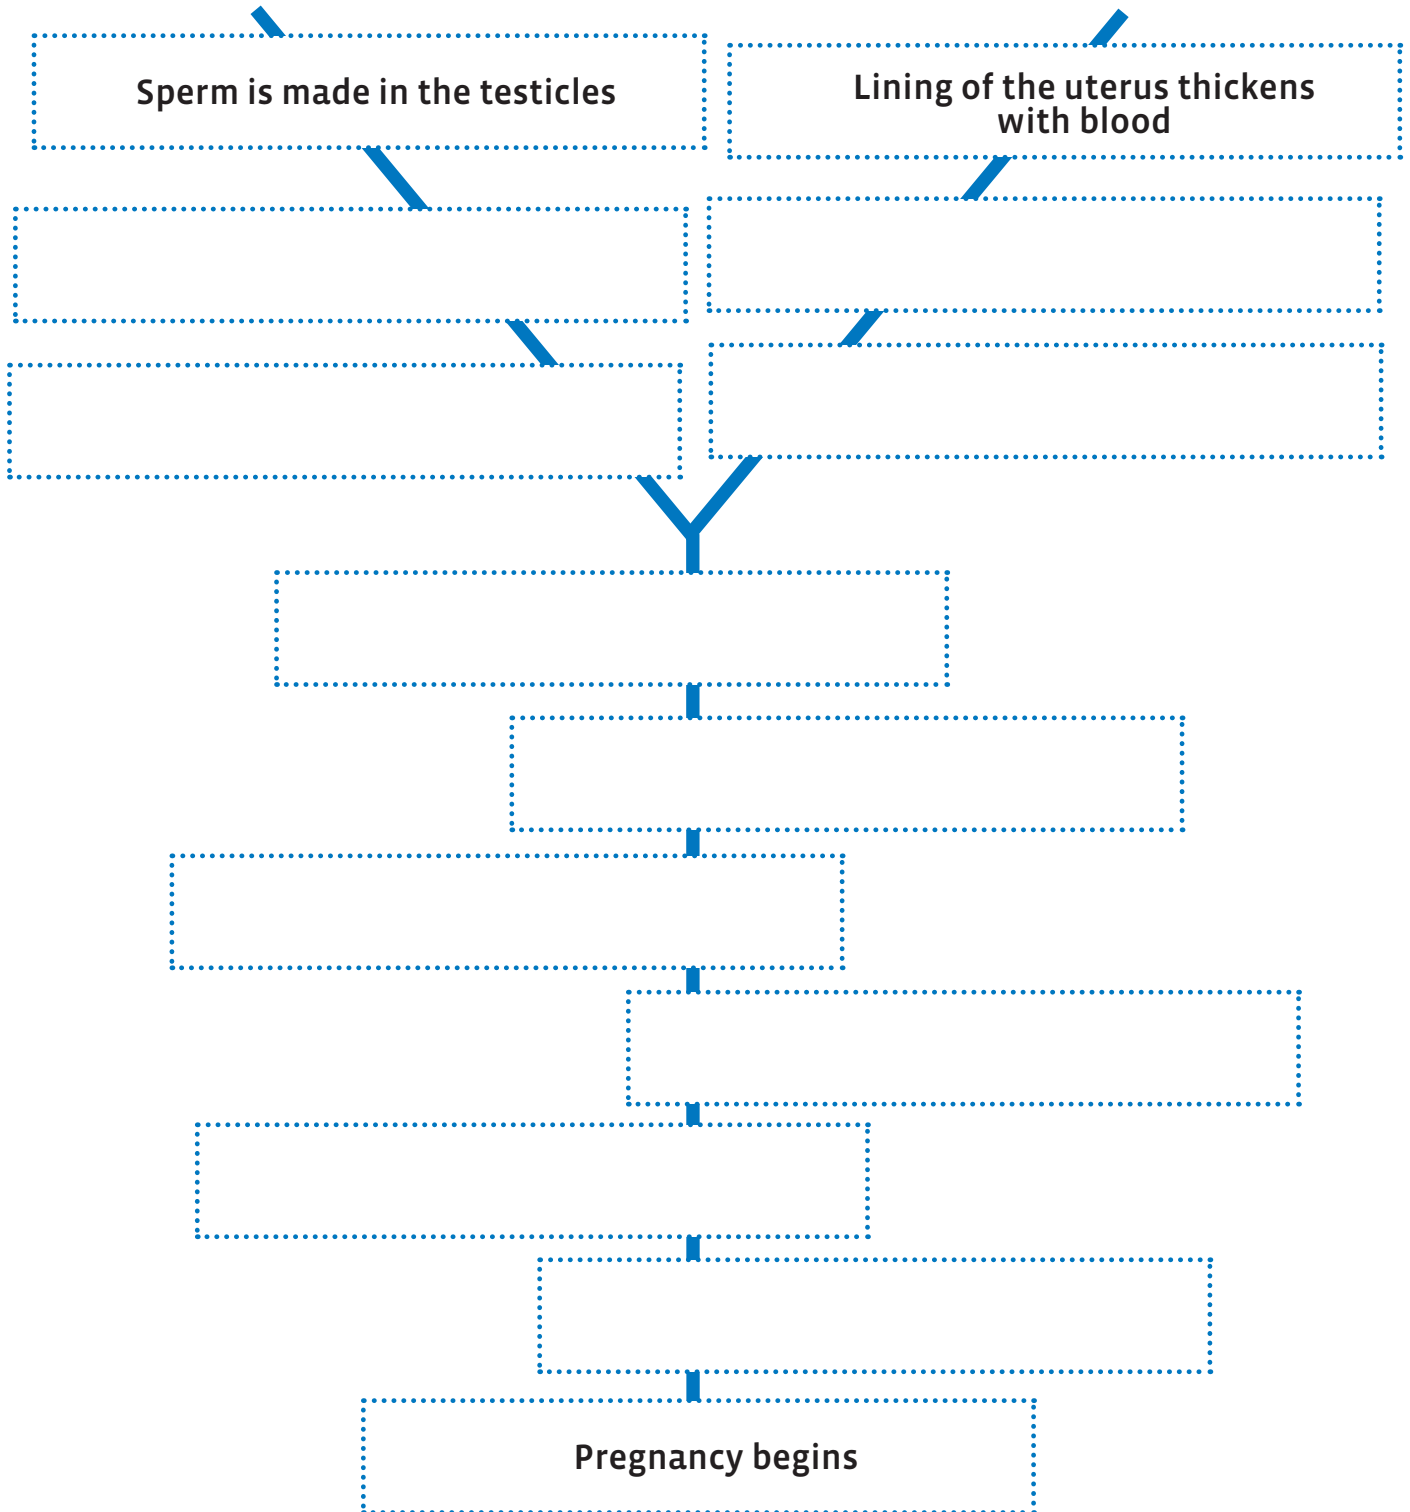 Sperm is made in the testicles
Lining of the uterus thickens
with blood
Pregnancy begins